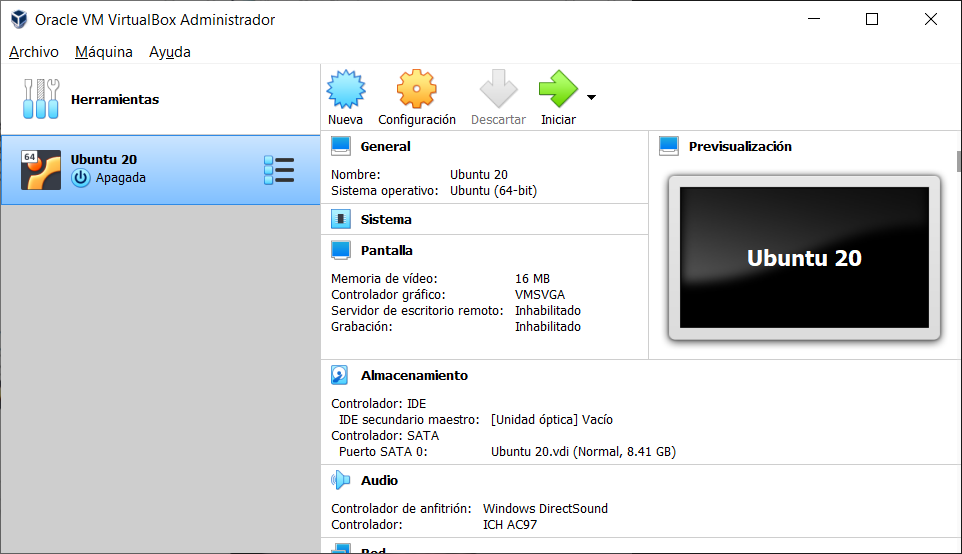 Oracle VM VirtualBox Administrador
Archivo Máquina Ayuda
Herramientas
64
Ubuntu 20
Apagada
Nueva Configuración Descartar Iniciar
General
Nombre: Ubuntu 20
Sistema operativo: Ubuntu (64-bit)
Sistema
Pantalla
Memoria de vídeo: 16 MB
Controlador gráfico: VMSVGA
Servidor de escritorio remoto: Inhabilitado
Grabación: Inhabilitado
Previsualización
Ubuntu 20
Almacenamiento
Controlador: IDE
IDE secundario maestro: [Unidad óptica] Vacío
Controlador: SATA
Puerto SATA 0: Ubuntu 20.vdi (Normal, 8.41 GB)
Audio
Controlador de anfitrión: Windows DirectSound
Controlador: ICH AC97
Red